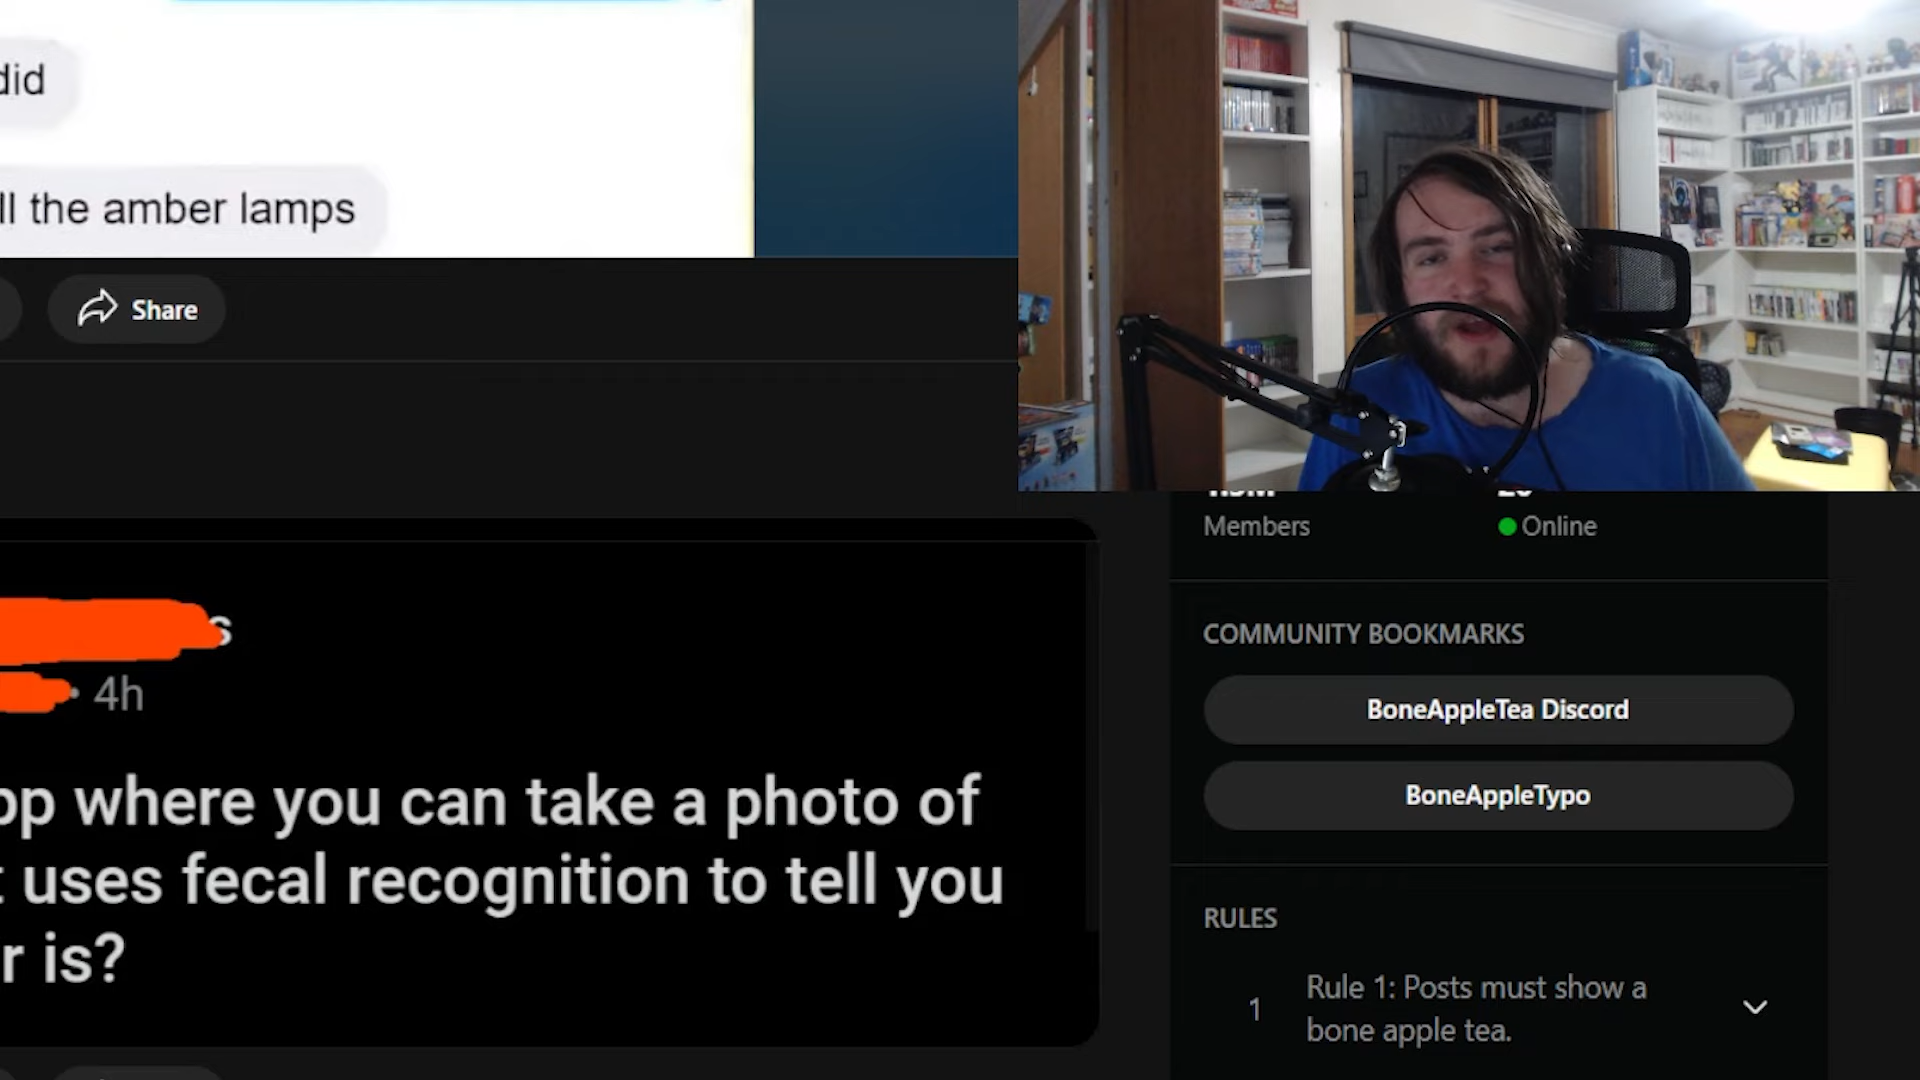 did
ll the amber lamps
Share
s
• 4h
pp where you can take a photo of
t uses fecal recognition to tell you
r is?
Members
Online
COMMUNITY BOOKMARKS
BoneAppleTea Discord
BoneAppleTypo
RULES
1
Rule 1: Posts must show a
bone apple tea.